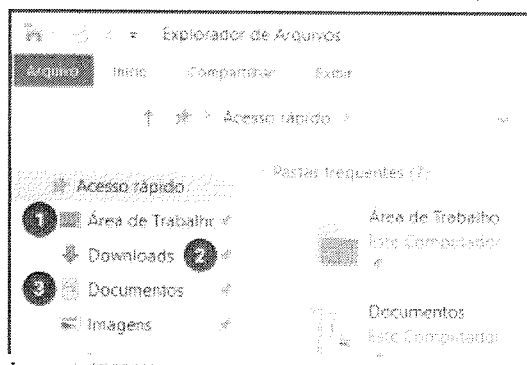 Explorador de Arquivos
Arquivo Início Compartilhar Exibir
Acesso rápido
Pastas frequentes (7)
Acesso rápido
1 Área de Trabalho
Downloads 2
3 Documentos
Imagens
Área de Trabalho
Este Computador
Documentos
Este Computador